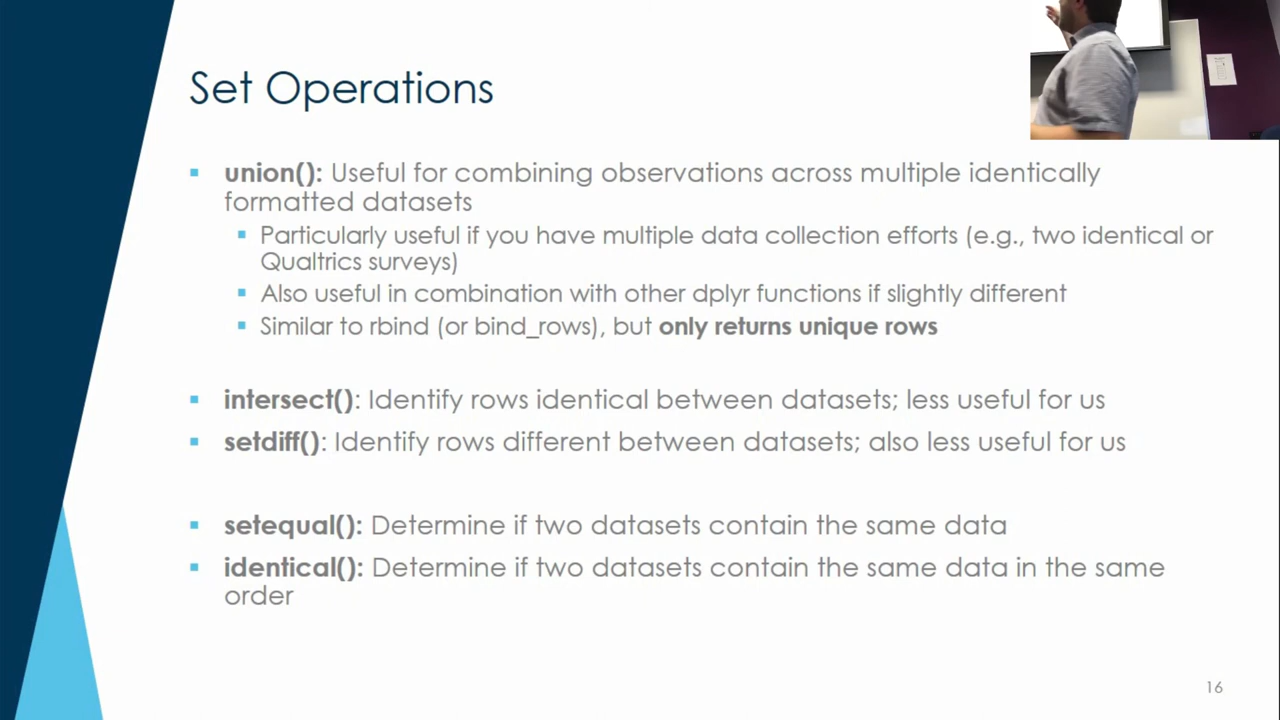 Set Operations
union(): Useful for combining observations across multiple identically
formatted datasets
Particularly useful if you have multiple data collection efforts (e.g., two identical or
Qualtrics surveys)
Also useful in combination with other dplyr functions if slightly different
Similar to rbind (or bind_rows), but only returns unique rows
intersect(): Identify rows identical between datasets; less useful for us
setdiff(): Identify rows different between datasets; also less useful for us
setequal(): Determine if two datasets contain the same data
identical(): Determine if two datasets contain the same data in the same
order
16